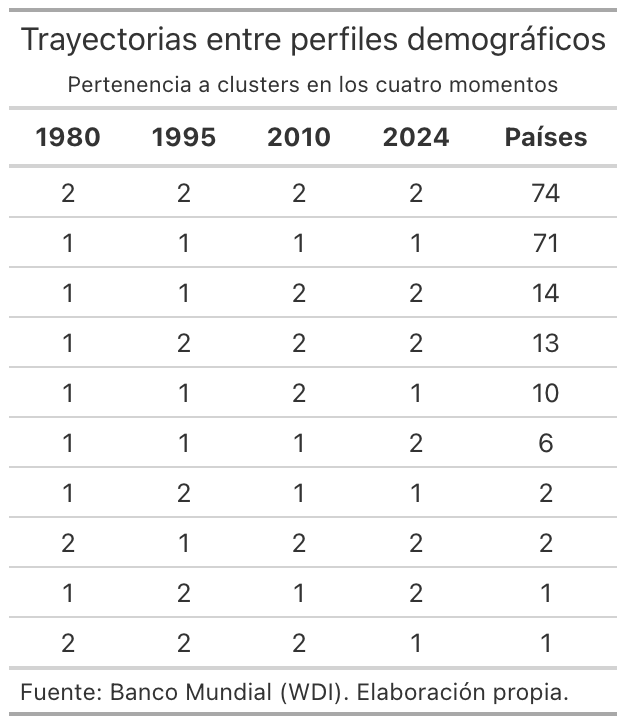 Trayectorias entre perfiles demográficos
Pertenencia a clusters en los cuatro momentos
1980 1995 2010 2024 Países
2 2 2 2 74
1 1 1 1 71
1 1 2 2 14
1 2 2 2 13
1 1 2 1 10
1 1 1 2 6
1 2 1 1 2
2 1 2 2 2
1 2 1 2 1
2 2 2 1 1
Fuente: Banco Mundial (WDI). Elaboración propia.